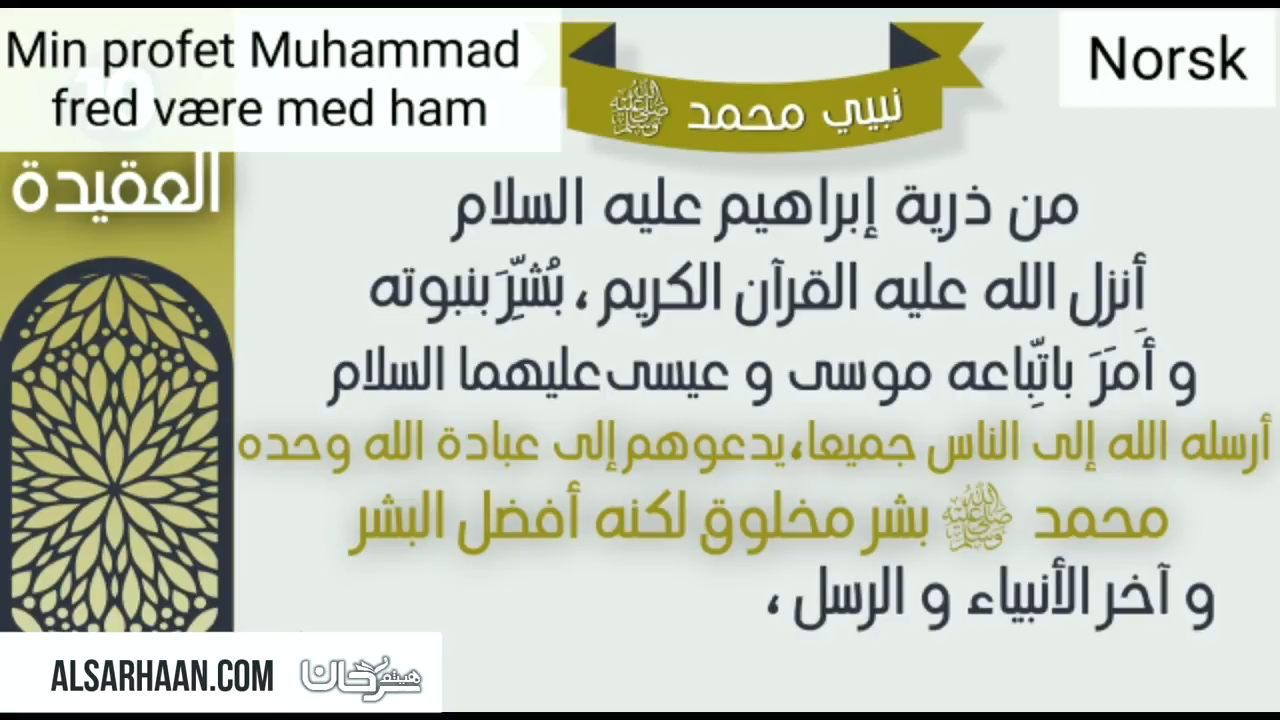 Min profet Muhammad
fred være med ham
Norsk
نبيي محمد ﷺ
العقيدة
من ذرية إبراهيم عليه السلام
أنزل الله عليه القرآن الكريم ، بُشِّرَ بنبوته
و أَمَرَ باتِّباعه موسى و عيسى عليهما السلام
أرسله الله إلى الناس جميعا، يدعوهم إلى عبادة الله وحده
محمد ﷺ بشر مخلوق لكنه أفضل البشر
و آخر الأنبياء و الرسل ،
ALSARHAAN.COM
هيثم سرحان